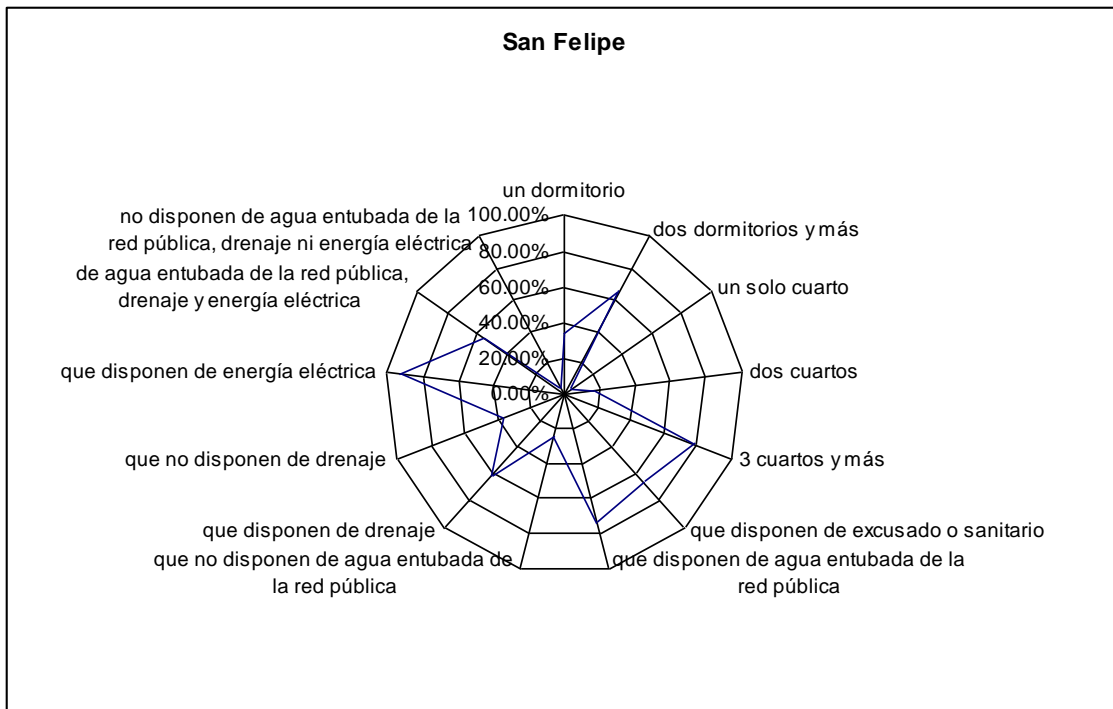 San Felipe
un dormitorio
dos dormitorios y más
un solo cuarto
dos cuartos
3 cuartos y más
que disponen de excusado o sanitario
que disponen de agua entubada de la
red pública
que no disponen de agua entubada de
la red pública
que disponen de drenaje
que no disponen de drenaje
que disponen de energía eléctrica
de agua entubada de la red pública,
drenaje y energía eléctrica
no disponen de agua entubada de la
red pública, drenaje ni energía eléctrica
100.00%
80.00%
60.00%
40.00%
20.00%
0.00%